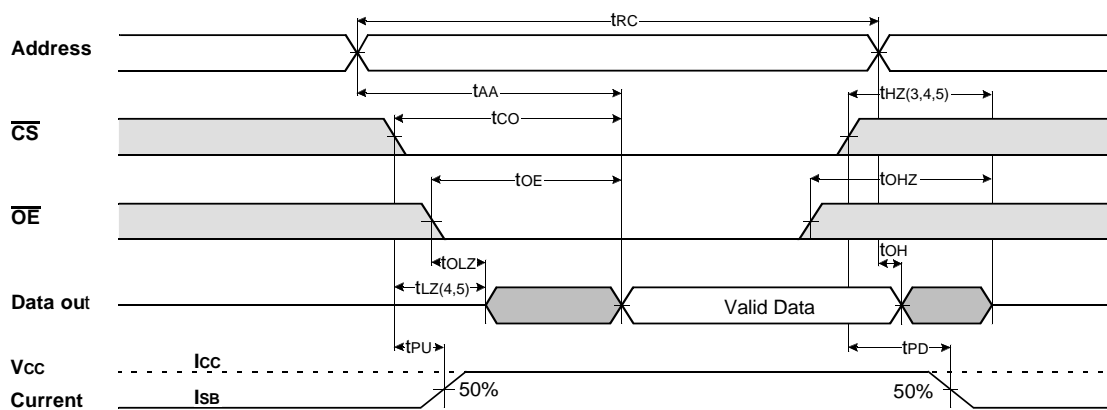 tRC
Address
tAA
tHZ(3,4,5)
tCO
CS
tOE
tOHZ
OE
tOH
tOLZ
tLZ(4,5)
Data out
Valid Data
tPU
tPD
VCC
ICC
50%
50%
Current
ISB